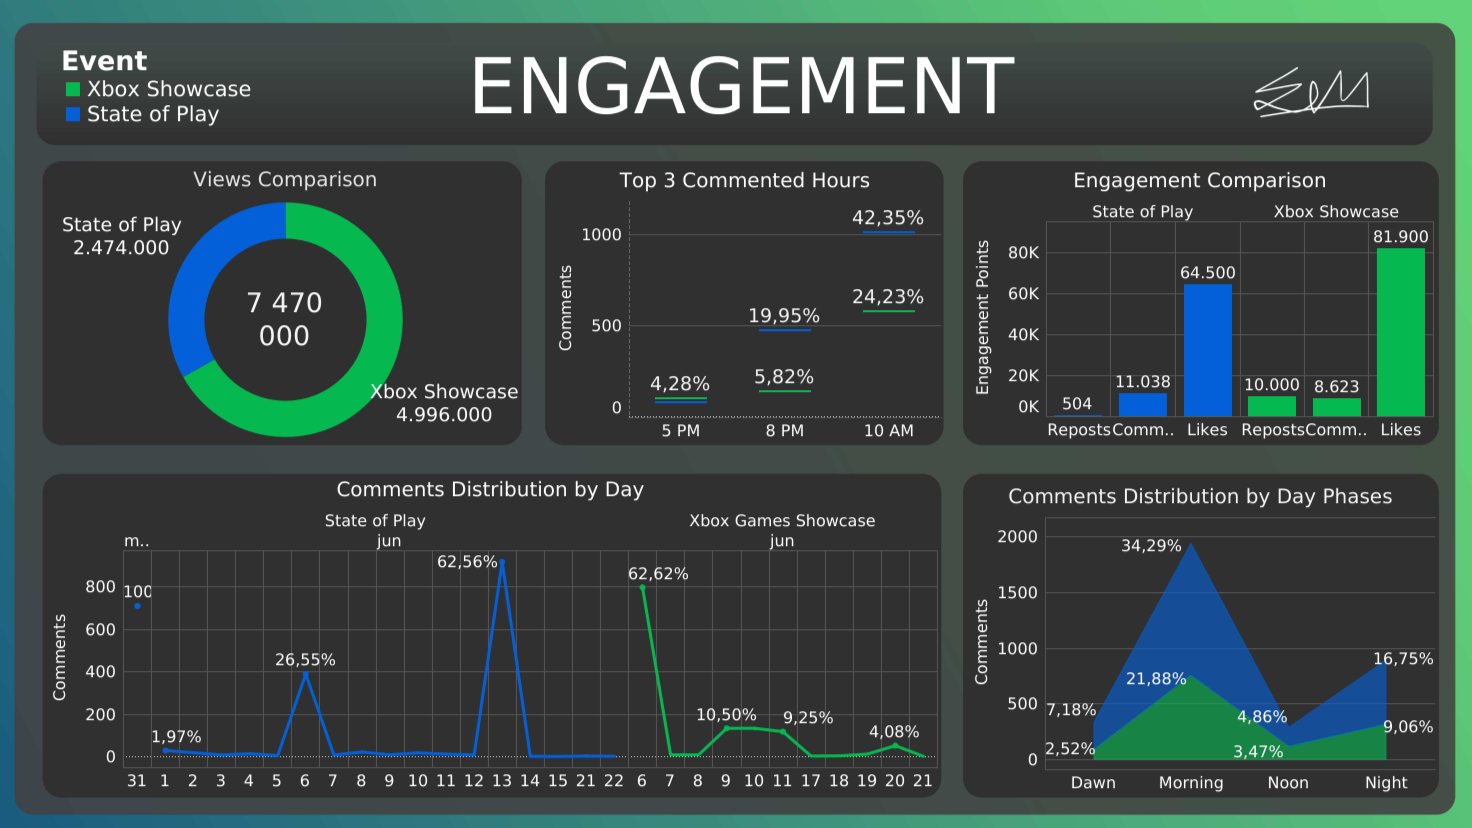 Event
Xbox Showcase
State of Play
ENGAGEMENT
Views Comparison
State of Play
2.474.000
7 470
000
Xbox Showcase
4.996.000
Top 3 Commented Hours
Comments
1000
500
0
42,35%
24,23%
19,95%
5,82%
4,28%
5 PM 8 PM 10 AM
Engagement Comparison
State of Play Xbox Showcase
Engagement Points
80K
60K
40K
20K
0K
504 11.038 64.500 10.000 8.623 81.900
Reposts Comm.. Likes Reposts Comm.. Likes
Comments Distribution by Day
State of Play Xbox Games Showcase
m.. jun jun
Comments
800
600
400
200
0
100
1,97%
26,55%
62,56%
62,62%
10,50%
9,25%
4,08%
31 1 2 3 4 5 6 7 8 9 10 11 12 13 14 15 21 22 6 7 8 9 10 11 17 18 19 20 21
Comments Distribution by Day Phases
Comments
2000
1500
1000
500
0
34,29%
21,88%
16,75%
7,18%
4,86%
9,06%
2,52%
3,47%
Dawn Morning Noon Night